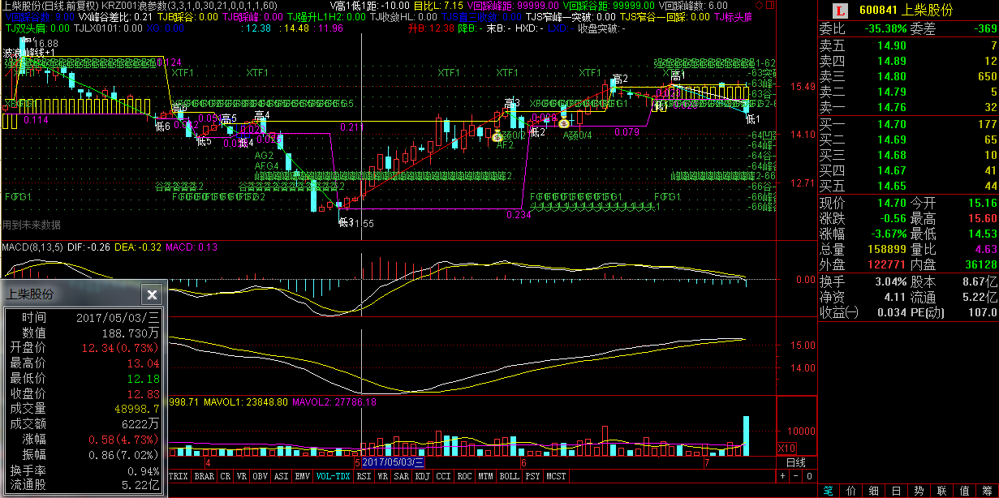 上柴股份(日线.前复权) KRZ001浪参数(3,3,1,0,30,21,0,0,1,1,60) V高1低1距: -10.00 目比L: 7.15 V回踩峰距: 99999.00 V回踩谷距: 99999.00 V回踩峰数: 6.00
V回踩谷数: 9.00 VX峰谷差比: 0.21 TJB踩谷: 0.00 TJB踩峰: 0.00 TJ强升L1H2: 0.00 TJ收敛HL: 0.00 TJS宣三收敛: 0.00 TJS窄峰一突破: 0.00 TJS窄谷一回踩: 0.00 TJ标头肩
TJ双头肩: 0.00 TJLX0101: 0.00 XG: 0.00 : 12.38 : 14.48 : 11.96 升B: 12.38 降B: - 末B: - HXD: - LXD: - 收盘突破: -
16.88
波浪峰线+1
0.124
XTF1 XTF1 XTF1 XTF1 XTF1
高2 高1
高3
高5 高4
0.114
低6
低5 低4
0.211
低2
0.079
低1
AG2
AFG4
AF2
A颈0/4
低3 11.55
0.234
用到未来数据
15.49
14.10
12.71
MACD(8,13,5) DIF: -0.26 DEA: -0.32 MACD: 0.13
0.00
15.00
14.00
998.71 MAVOL1: 23848.80 MAVOL2: 27786.18
10000
X10
4 5 2017/05/03/三 6 7 日线
TRIX BRAR CR VR OBV ASI EMV VOL-TDX RSI WR SAR KDJ CCI ROC MTM BOLL PSY MCST + - 0
上柴股份 X
时间 2017/05/03/三
数值 188.730万
开盘价 12.34(0.73%)
最高价 13.04
最低价 12.18
收盘价 12.83
成交量 48998.7
成交额 6222万
涨幅 0.58(4.73%)
振幅 0.86(7.02%)
换手率 0.94%
流通股 5.22亿
L 600841 上柴股份
委比 -35.38% 委差 -369
卖五 14.90 7
卖四 14.89 12
卖三 14.80 650
卖二 14.79 5
卖一 14.76 32
买一 14.70 177
买二 14.69 65
买三 14.68 10
买四 14.67 41
买五 14.65 44
现价 14.70 今开 15.16
涨跌 -0.56 最高 15.60
涨幅 -3.67% 最低 14.53
总量 158899 量比 4.63
外盘 122771 内盘 36128
换手 3.04% 股本 8.67亿
净资 4.11 流通 5.22亿
收益(一) 0.034 PE(动) 107.0
笔 价 细 日 势 联 值 筹